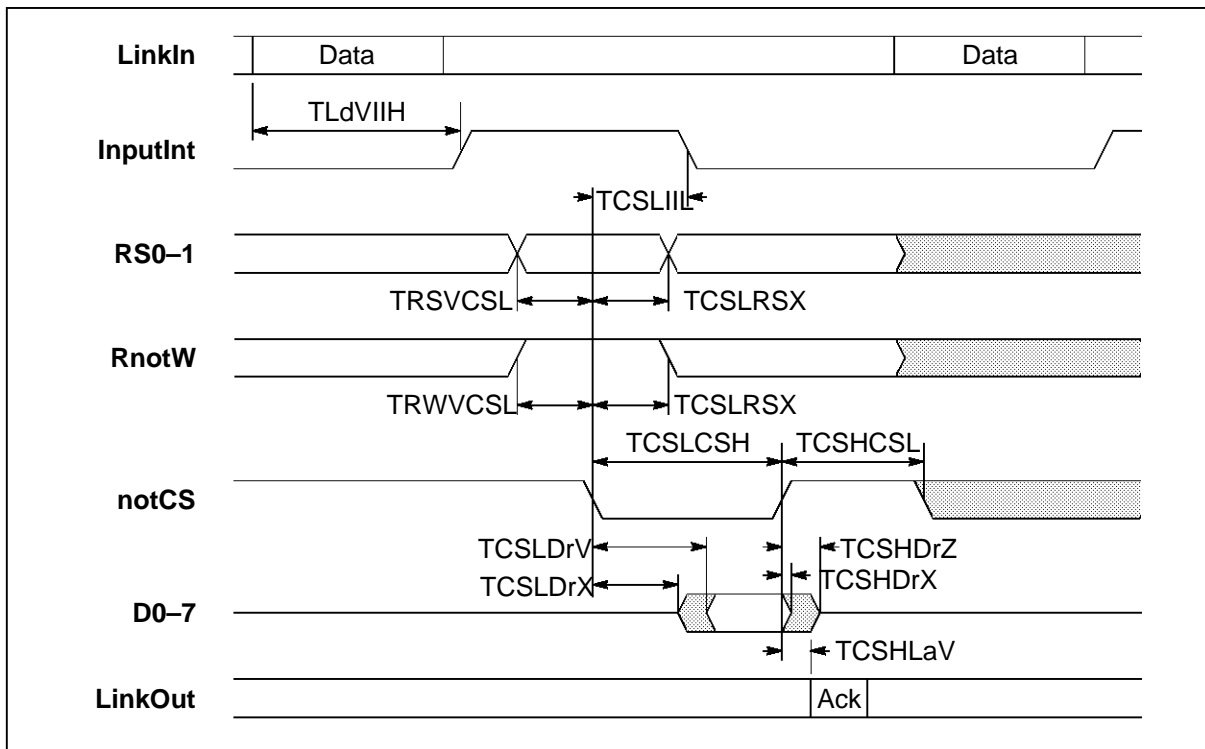 LinkIn Data Data
TLdVIIH
InputInt
TCSLIIL
RS0–1
TRSVCSL TCSLRSX
RnotW
TRWVCSL TCSLRSX
TCSLCSH TCSHCSL
notCS
TCSLDrV TCSHDrZ
TCSLDrX TCSHDrX
D0–7
TCSHLaV
LinkOut Ack